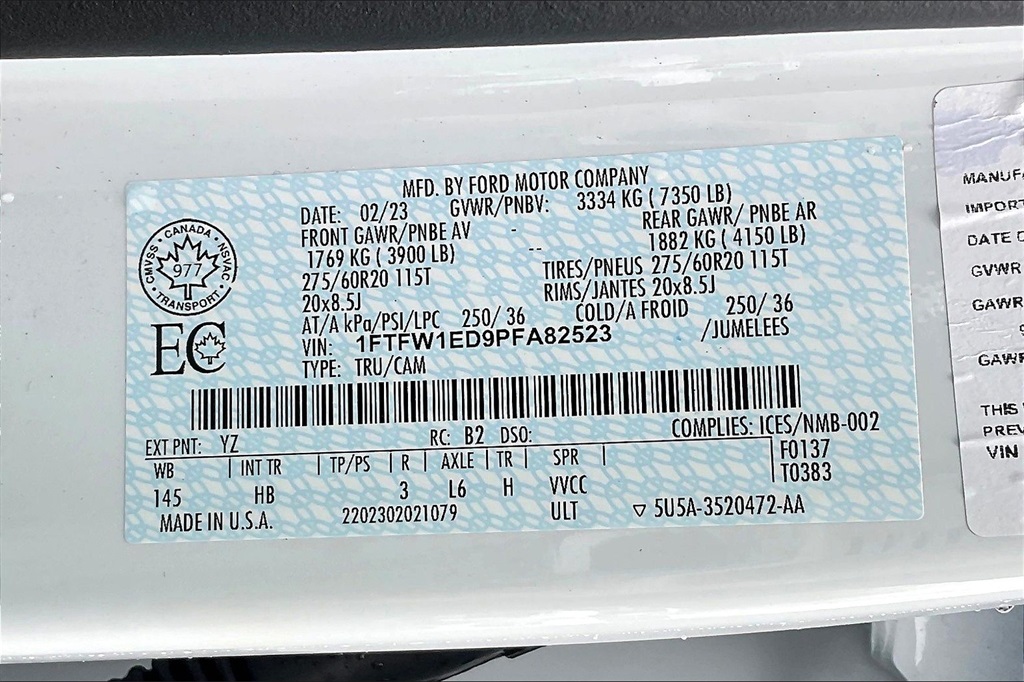 MFD. BY FORD MOTOR COMPANY
DATE: 02/23 GVWR/PNBV: 3334 KG ( 7350 LB)
FRONT GAWR/PNBE AV - REAR GAWR/ PNBE AR
1769 KG ( 3900 LB) -- 1882 KG ( 4150 LB)
275/60R20 115T TIRES/PNEUS 275/60R20 115T
20x8.5J RIMS/JANTES 20x8.5J
AT/A kPa/PSI/LPC 250/ 36 COLD/A FROID 250/ 36
VIN: 1FTFW1ED9PFA82523 /JUMELEES
TYPE: TRU/CAM
CMVSS • CANADA • NSVAC • TRANSPORT •
977
EC
EXT PNT: YZ RC: B2 DSO: COMPLIES: ICES/NMB-002
WB | INT TR | TP/PS | R | AXLE | TR | SPR | F0137
145 HB 3 L6 H VVCC T0383
MADE IN U.S.A. 2202302021079 ULT ▽ 5U5A-3520472-AA
MANUF
IMPORT
DATE
GVWR
GAWR
GAWR
THIS
PREV
VIN